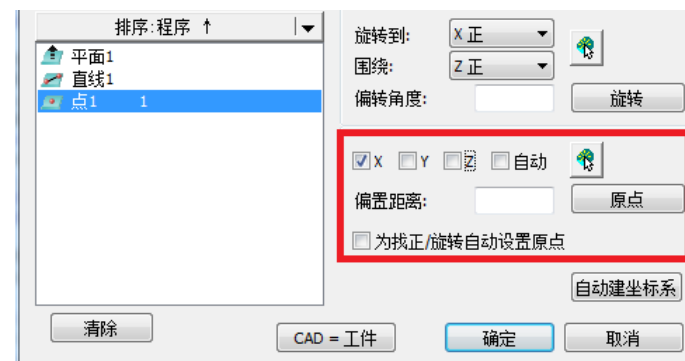 排序:程序 ↑
平面1
直线1
点1 1
旋转到: X 正
围绕: Z 正
偏转角度: 旋转
X Y Z 自动
偏置距离: 原点
为找正/旋转自动设置原点
自动建坐标系
清除 CAD = 工件 确定 取消